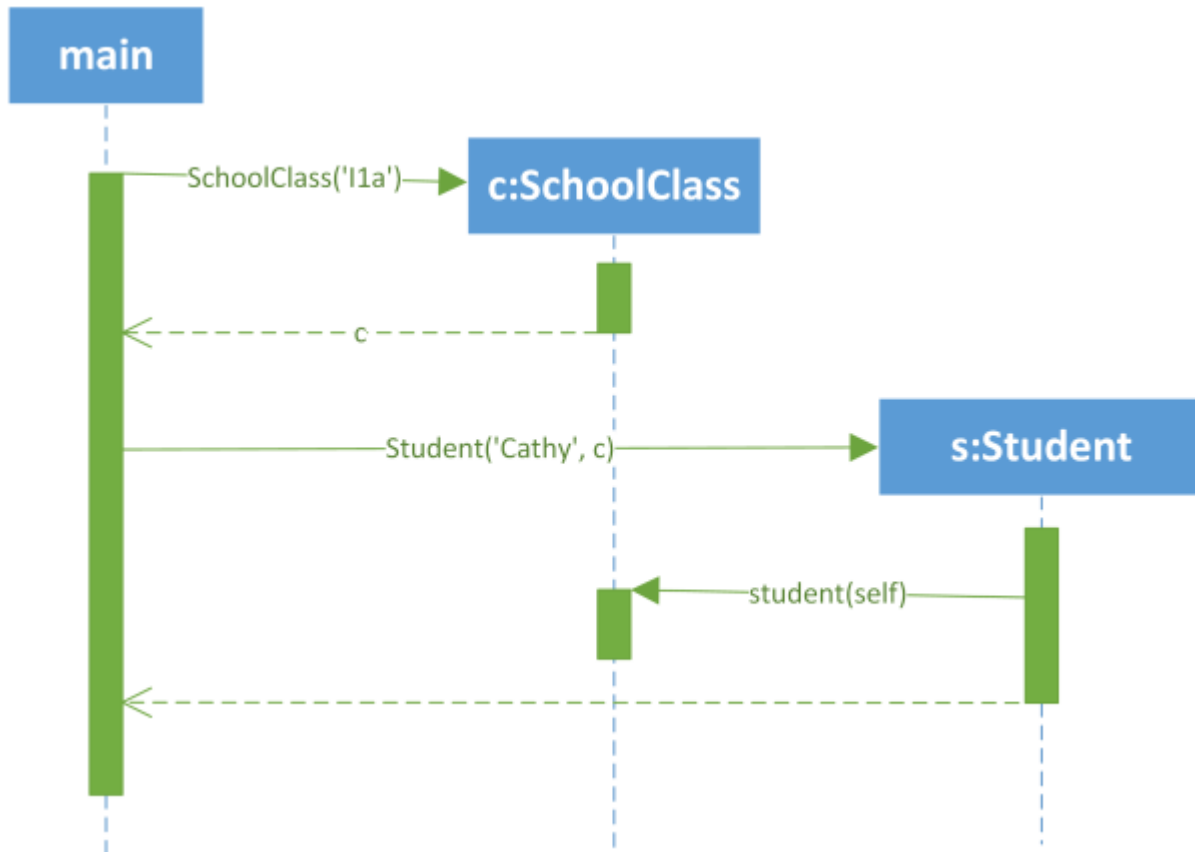 main
SchoolClass('I1a')
c:SchoolClass
c
Student('Cathy', c)
s:Student
student(self)